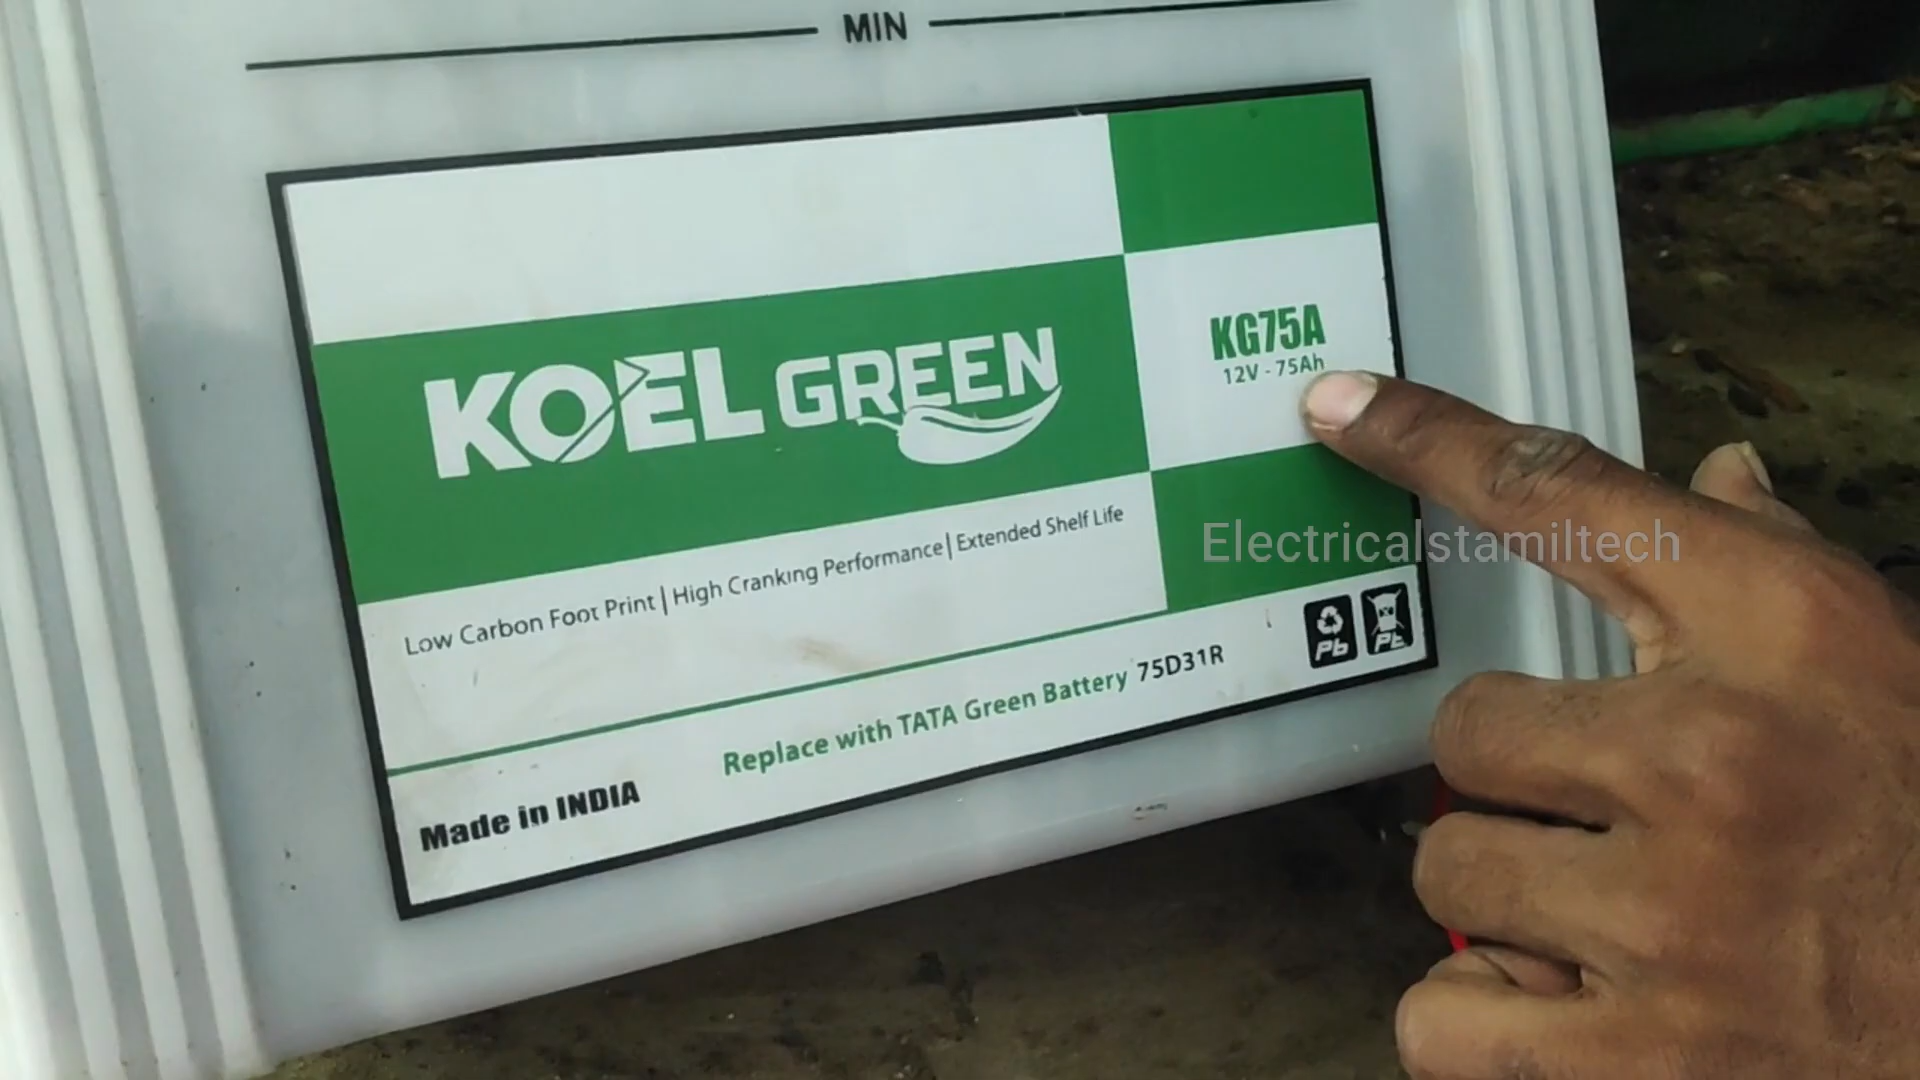 MIN
KOEL GREEN
KG75A
12V - 75Ah
Low Carbon Foot Print | High Cranking Performance | Extended Shelf Life
Electricalstamiltech
Replace with TATA Green Battery 75D31R
Made in INDIA
Pb
Pb